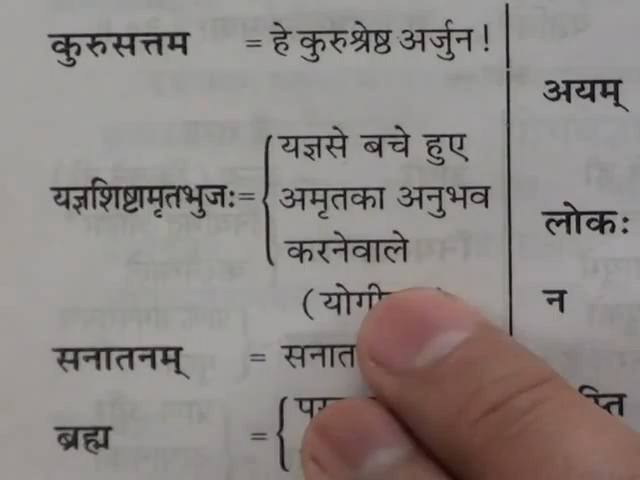 कुरुसत्तम = हे कुरुश्रेष्ठ अर्जुन !
यज्ञशिष्टामृतभुजः= यज्ञसे बचे हुए
अमृतका अनुभव
करनेवाले
सनातनम् =
ब्रह्म =
अयम्
लोकः
न